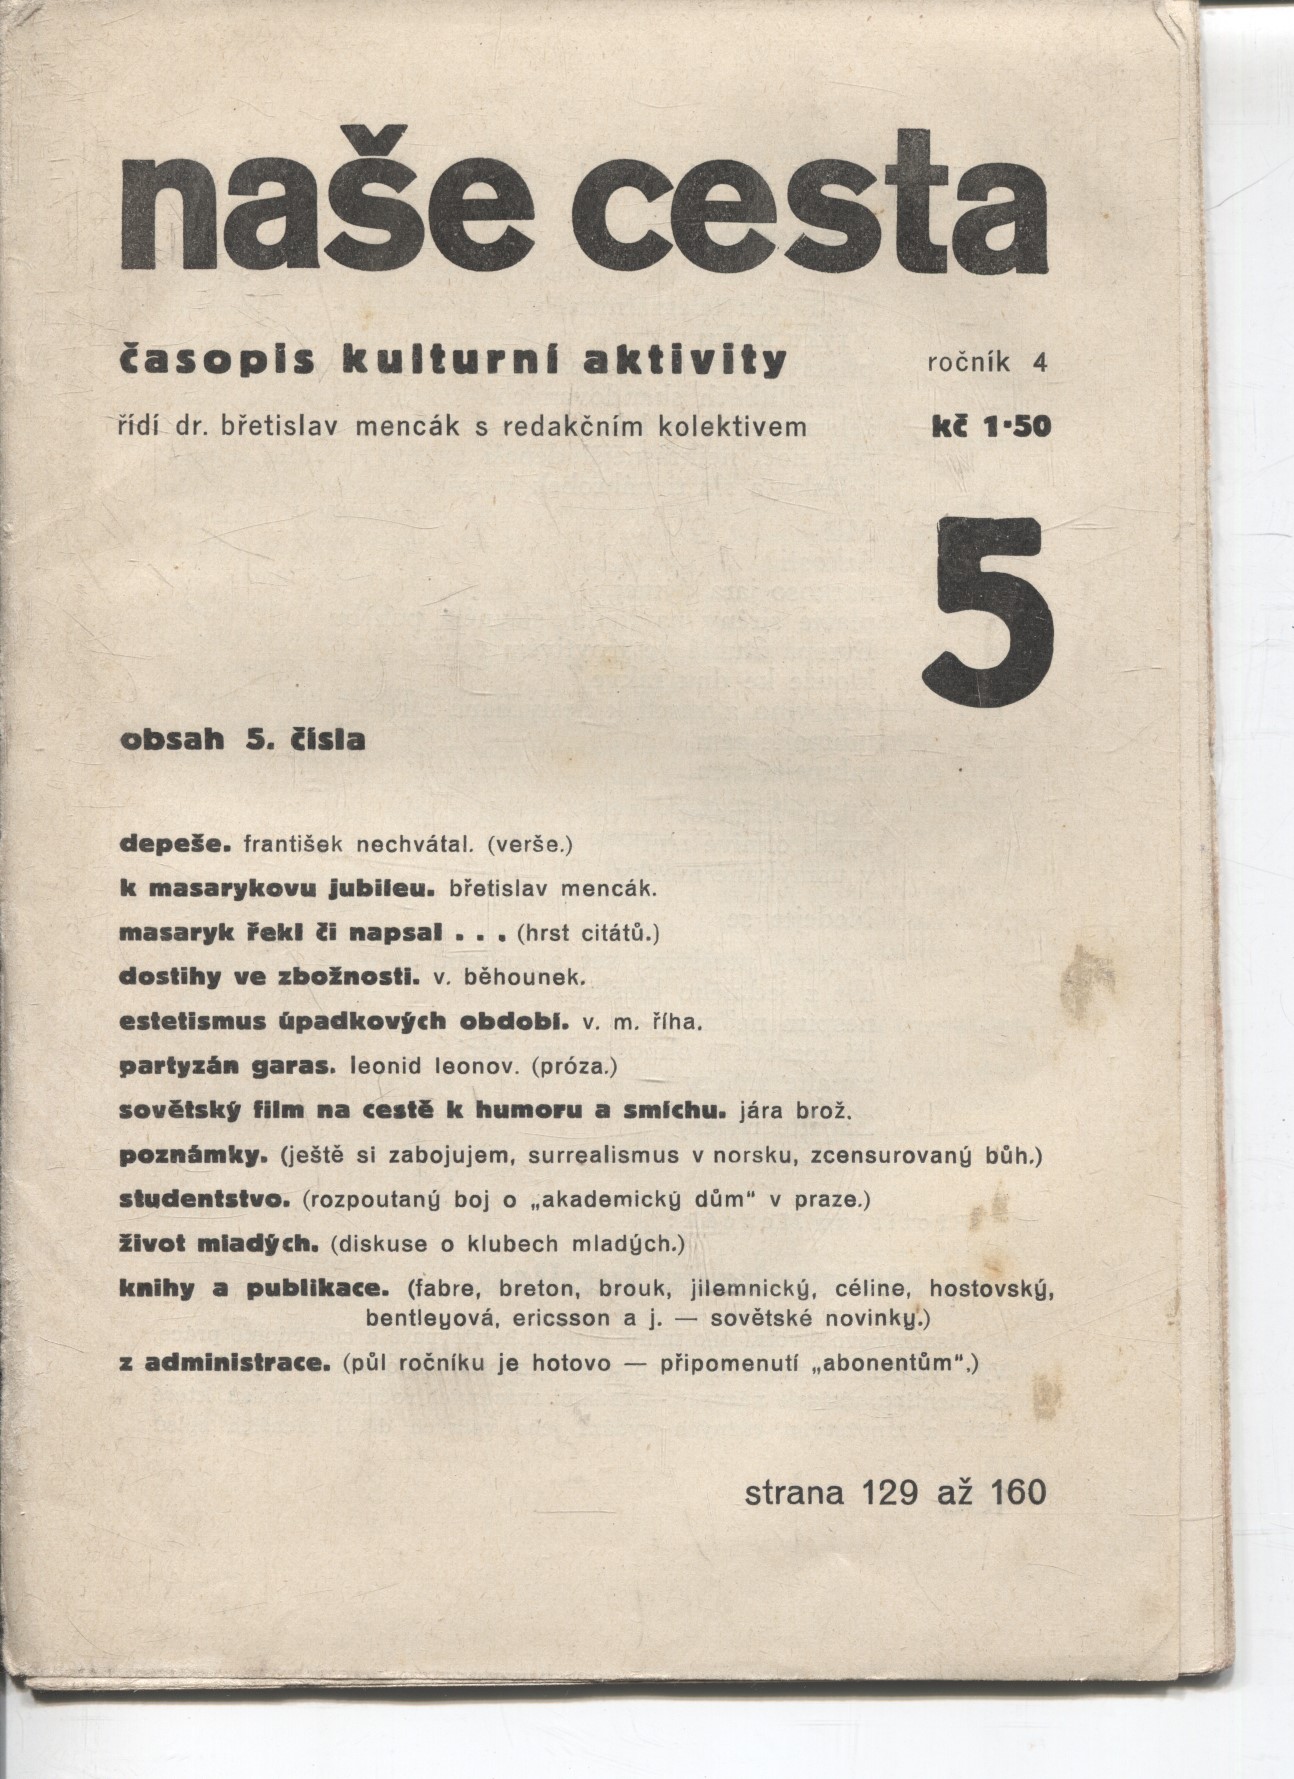 naše cesta
časopis kulturní aktivity ročník 4
řídí dr. břetislav mencák s redakčním kolektivem kč 1·50
5
obsah 5. čísla
depeše. františek nechvátal. (verše.)
k masarykovu jubileu. břetislav mencák.
masaryk řekl či napsal . . . (hrst citátů.)
dostihy ve zbožnosti. v. běhounek.
estetismus úpadkových období. v. m. říha.
partyzán garas. leonid leonov. (próza.)
sovětský film na cestě k humoru a smíchu. jára brož.
poznámky. (ještě si zabojujem, surrealismus v norsku, zcensurovaný bůh.)
studentstvo. (rozpoutaný boj o „akademický dům“ v praze.)
život mladých. (diskuse o klubech mladých.)
knihy a publikace. (fabre, breton, brouk, jilemnický, céline, hostovský,
bentleyová, ericsson a j. — sovětské novinky.)
z administrace. (půl ročníku je hotovo — připomenutí „abonentům“.)
strana 129 až 160